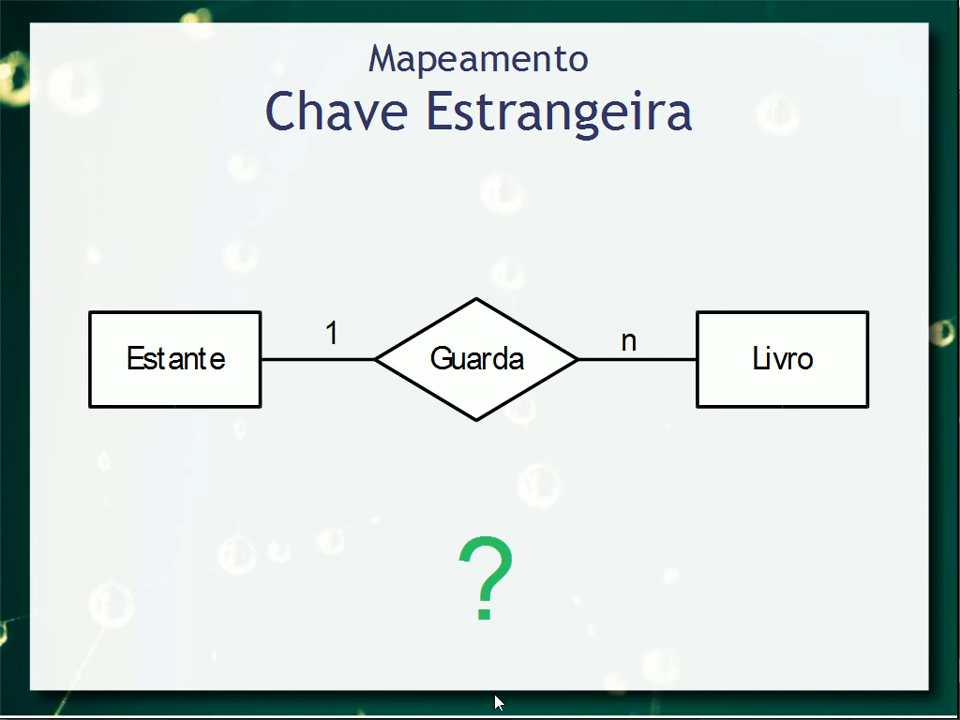 Mapeamento
Chave Estrangeira
Estante
1
Guarda
n
Livro
?